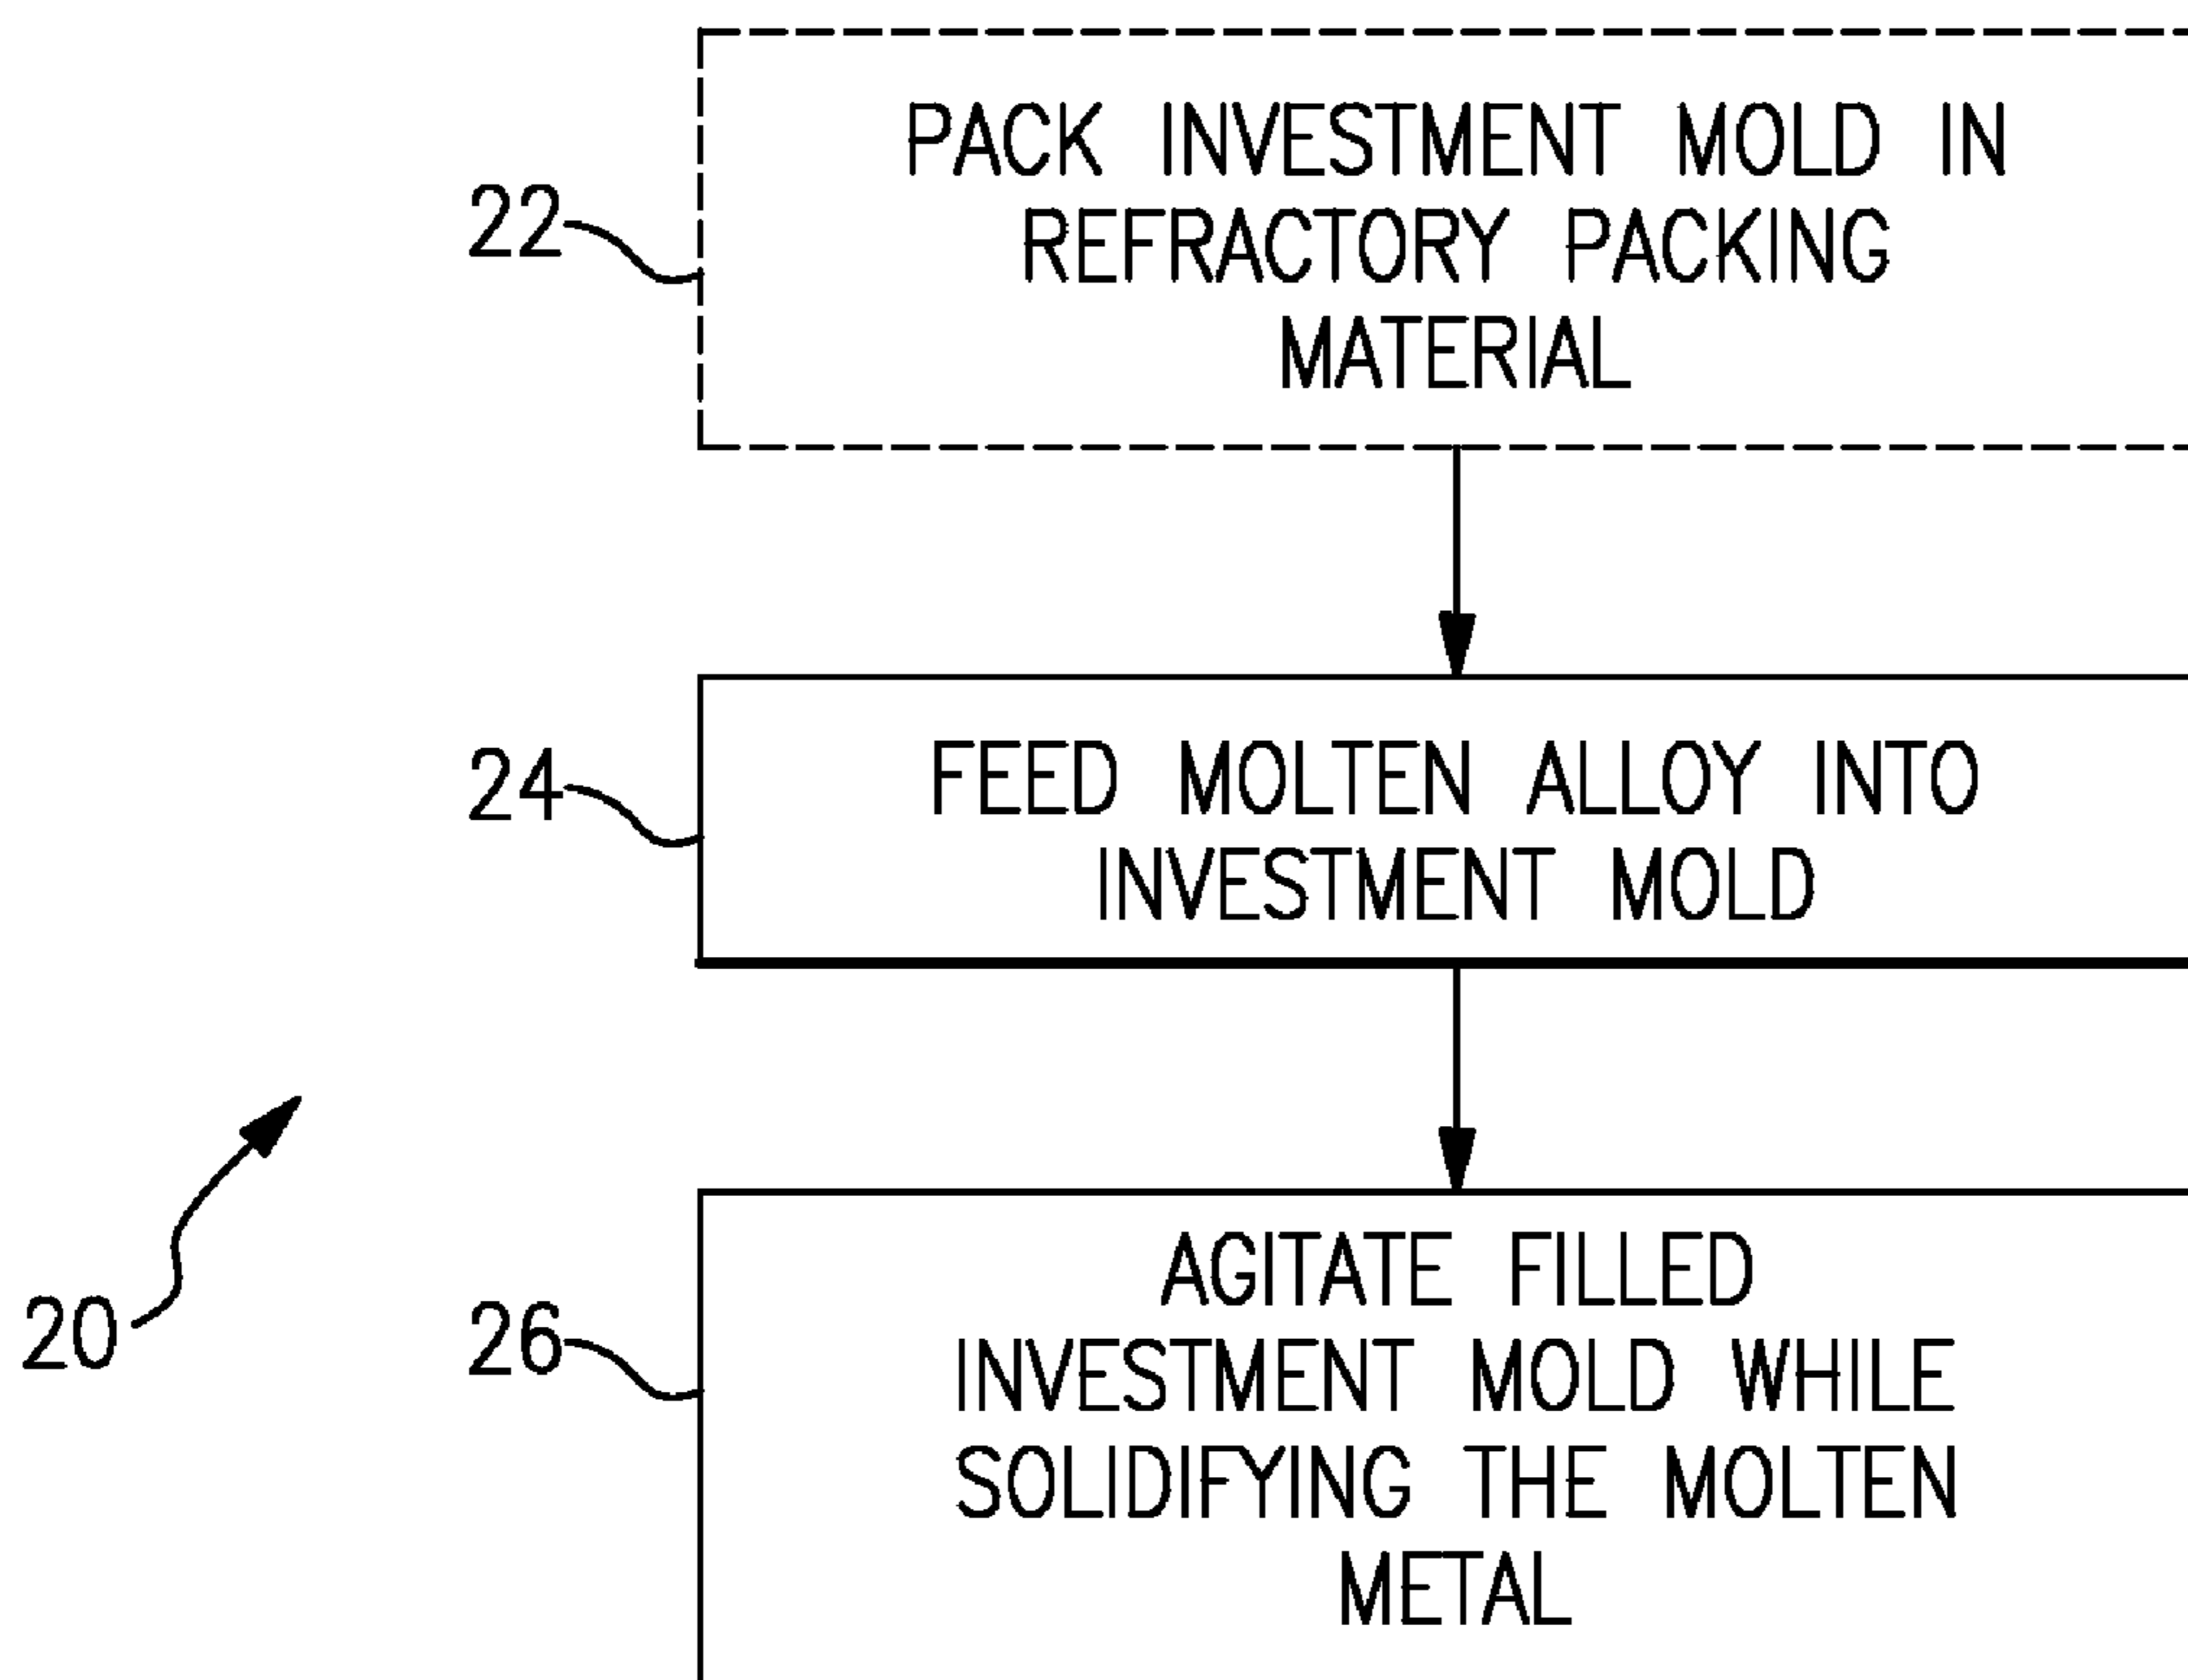 22
PACK INVESTMENT MOLD IN
REFRACTORY PACKING
MATERIAL
24
FEED MOLTEN ALLOY INTO
INVESTMENT MOLD
20
26
AGITATE FILLED
INVESTMENT MOLD WHILE
SOLIDIFYING THE MOLTEN
METAL